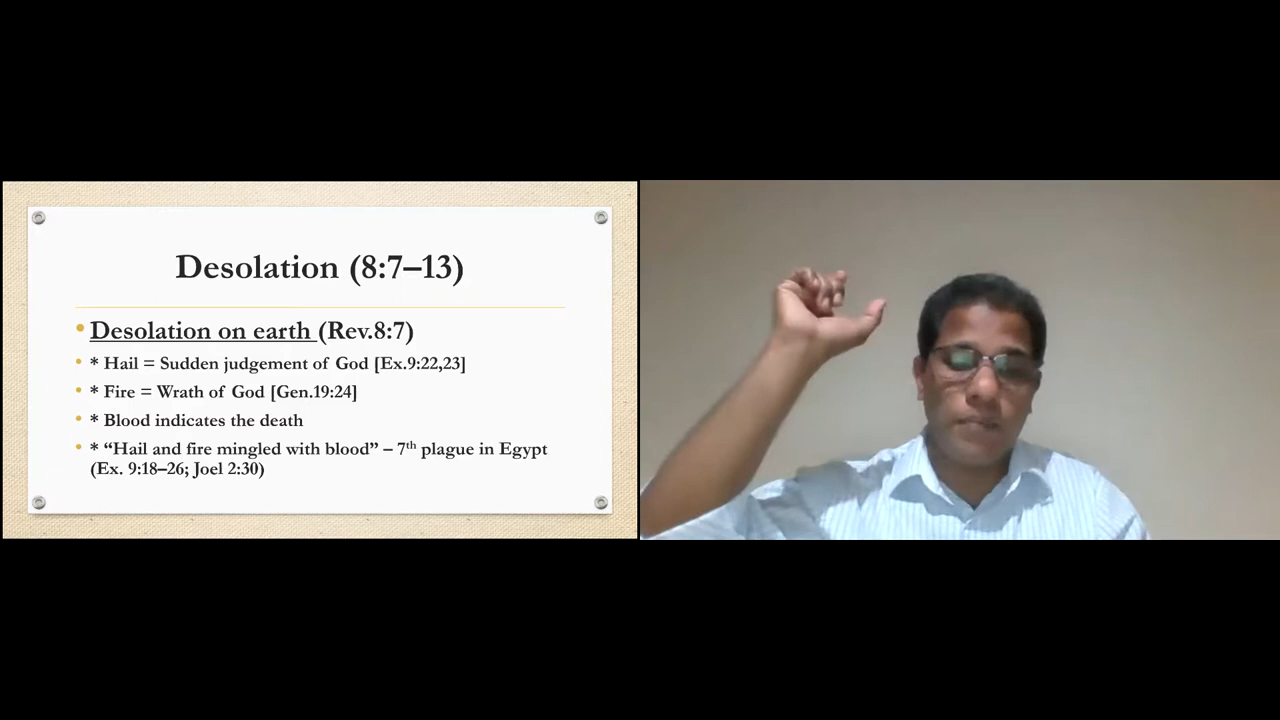 Desolation (8:7–13)
• Desolation on earth (Rev.8:7)
• * Hail = Sudden judgement of God [Ex.9:22,23]
• * Fire = Wrath of God [Gen.19:24]
• * Blood indicates the death
• * “Hail and fire mingled with blood” – 7th plague in Egypt
(Ex. 9:18–26; Joel 2:30)